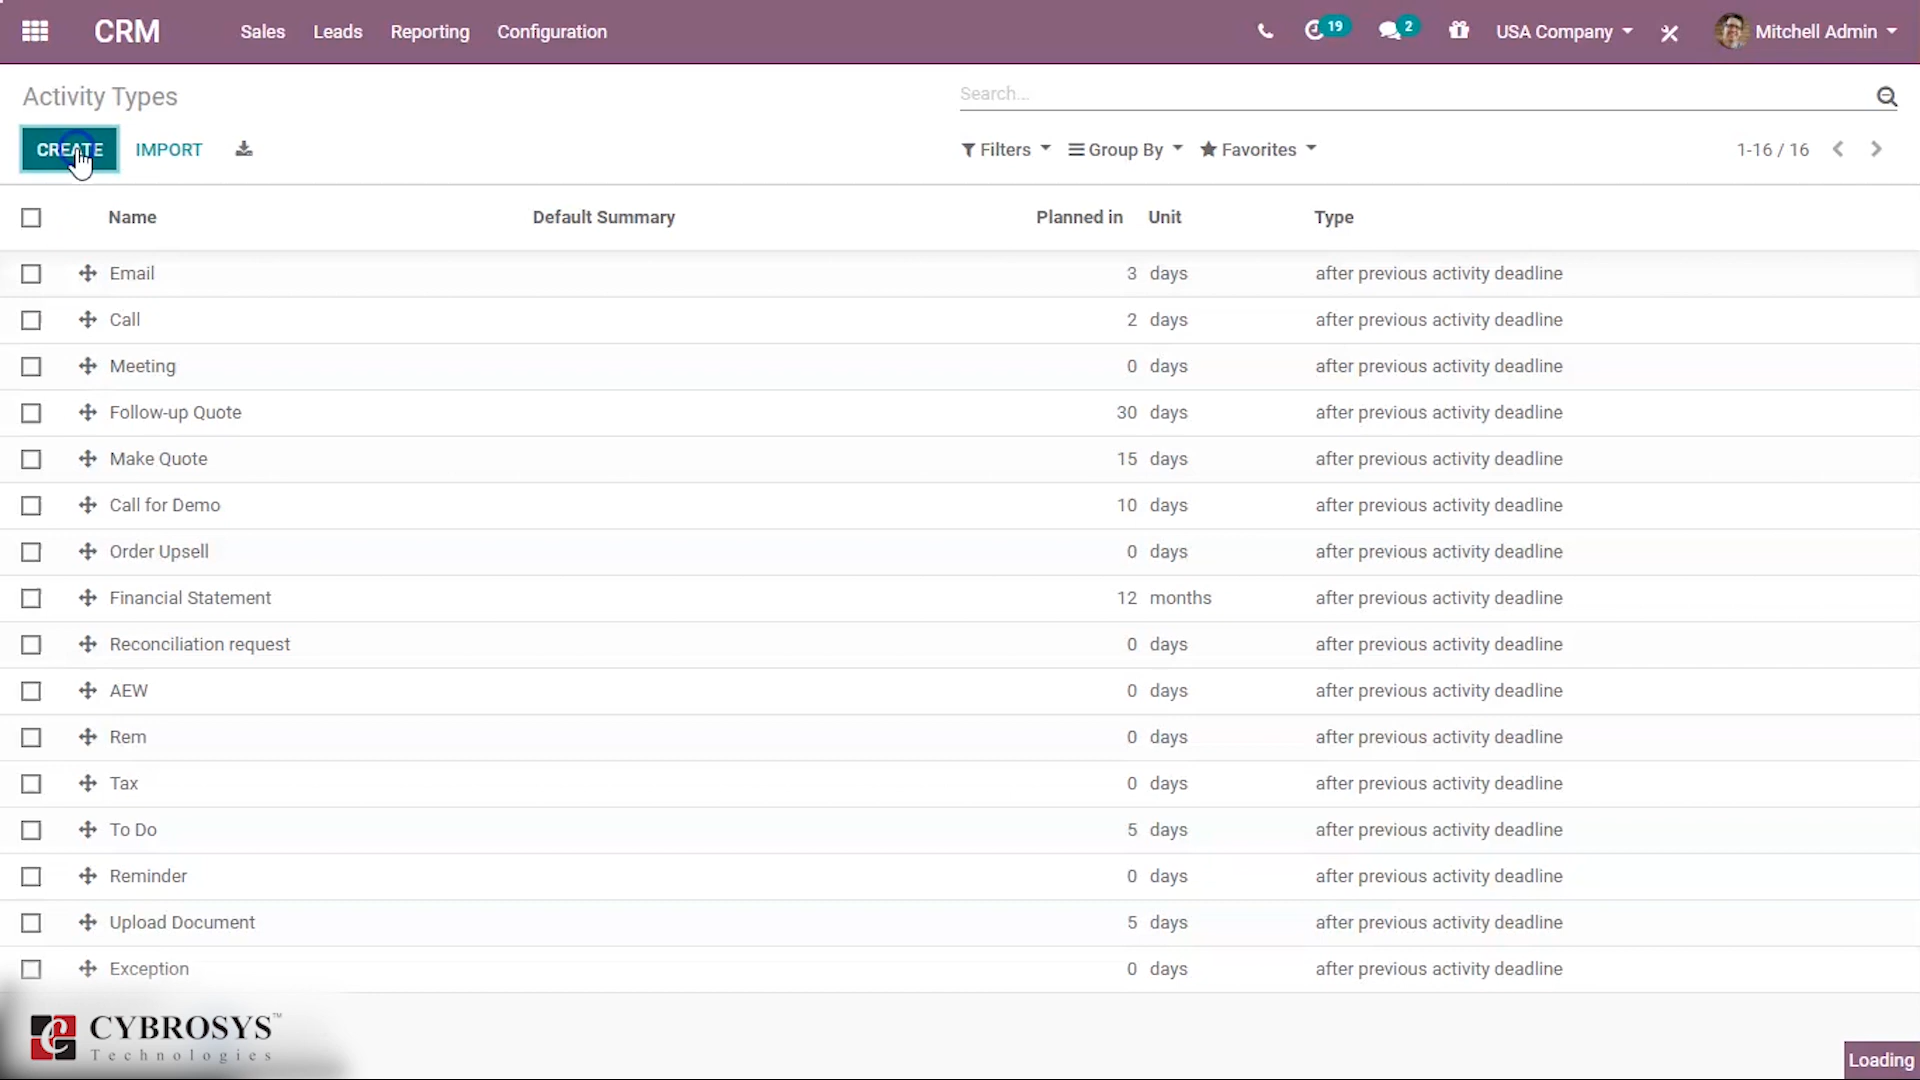 CRM Sales Leads Reporting Configuration 19 2 USA Company Mitchell Admin
Activity Types Search...
CREATE IMPORT Filters Group By Favorites 1-16 / 16
Name Default Summary Planned in Unit Type
Email 3 days after previous activity deadline
Call 2 days after previous activity deadline
Meeting 0 days after previous activity deadline
Follow-up Quote 30 days after previous activity deadline
Make Quote 15 days after previous activity deadline
Call for Demo 10 days after previous activity deadline
Order Upsell 0 days after previous activity deadline
Financial Statement 12 months after previous activity deadline
Reconciliation request 0 days after previous activity deadline
AEW 0 days after previous activity deadline
Rem 0 days after previous activity deadline
Tax 0 days after previous activity deadline
To Do 5 days after previous activity deadline
Reminder 0 days after previous activity deadline
Upload Document 5 days after previous activity deadline
Exception 0 days after previous activity deadline
CYBROSYS™
Technologies
Loading